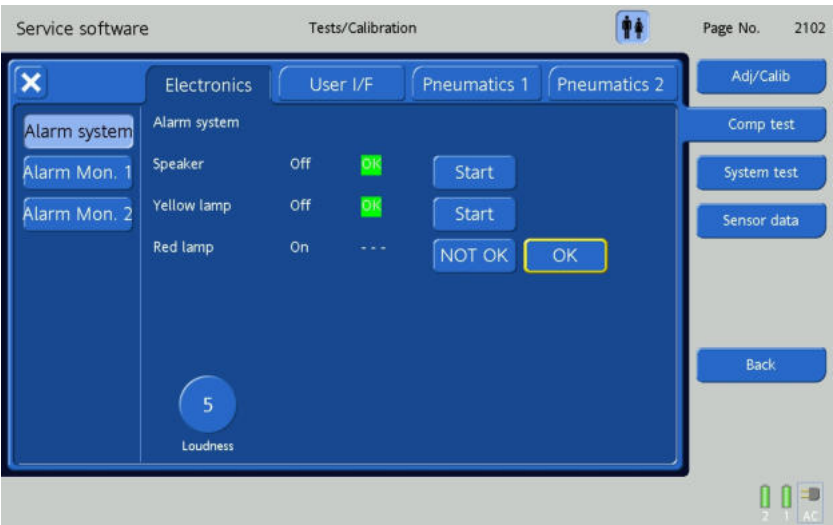 Service software Tests/Calibration Page No. 2102
Electronics User I/F Pneumatics 1 Pneumatics 2 Adj/Calib
Alarm system Alarm system Comp test
Speaker Off OK Start
Alarm Mon. 1 System test
Yellow lamp Off OK Start
Alarm Mon. 2 Sensor data
Red lamp On --- NOT OK OK
Back
5
Loudness
2 1 AC